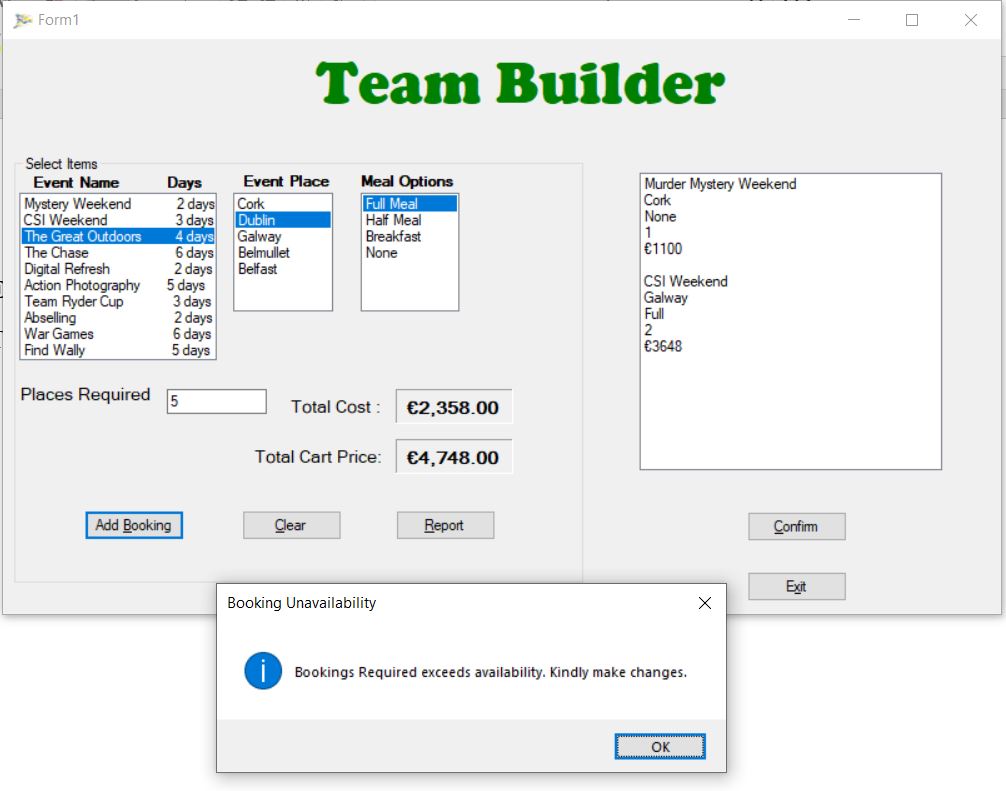 Form1
Team Builder
Select Items
Event Name Days Event Place Meal Options
Mystery Weekend 2 days
CSI Weekend 3 days
The Great Outdoors 4 days
The Chase 6 days
Digital Refresh 2 days
Action Photography 5 days
Team Ryder Cup 3 days
Abselling 2 days
War Games 6 days
Find Wally 5 days
Cork
Dublin
Galway
Belmullet
Belfast
Full Meal
Half Meal
Breakfast
None
Murder Mystery Weekend
Cork
None
1
€1100
CSI Weekend
Galway
Full
2
€3648
Places Required 5
Total Cost : €2,358.00
Total Cart Price: €4,748.00
Add Booking Clear Report
Confirm
Exit
Booking Unavailability
Bookings Required exceeds availability. Kindly make changes.
OK